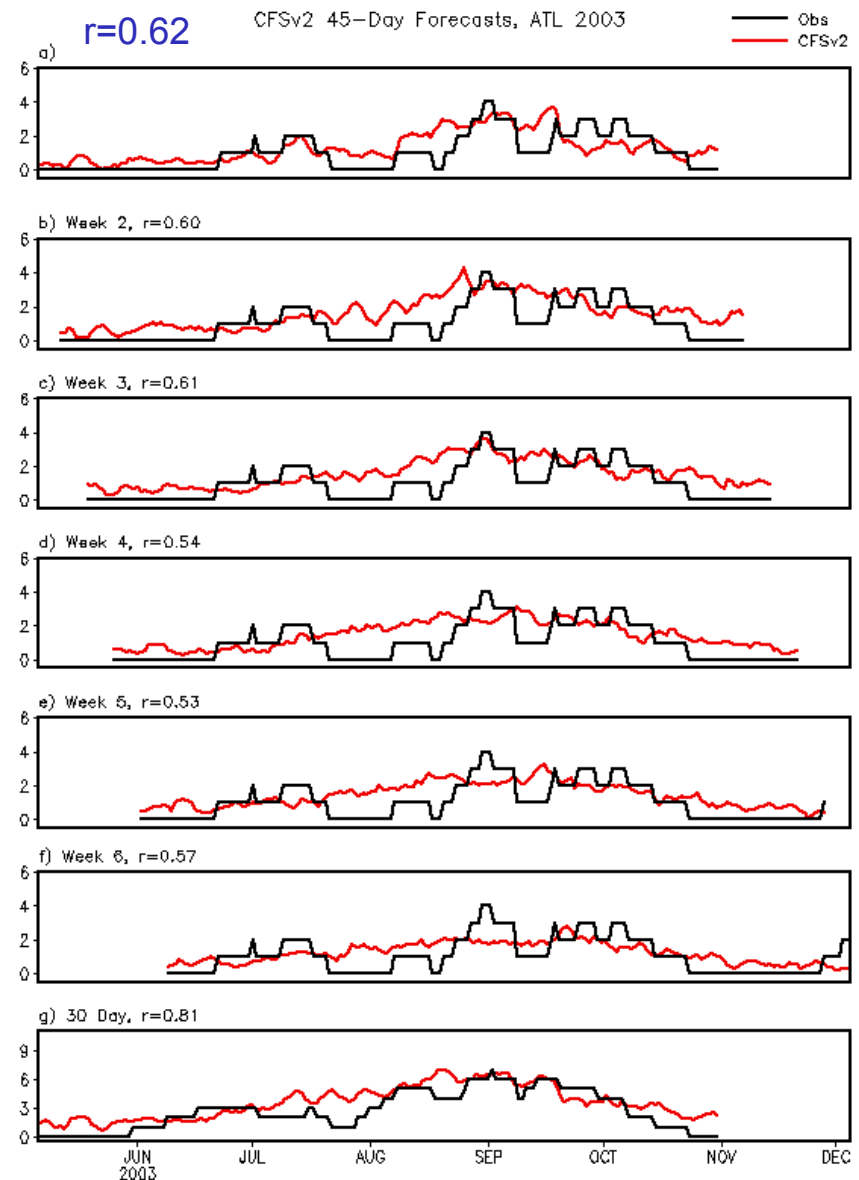 r=0.62
CFSv2 45-Day Forecasts, ATL 2003
Obs
CFSv2
a)
6
4
2
0
b) Week 2, r=0.60
6
4
2
0
c) Week 3, r=0.61
6
4
2
0
d) Week 4, r=0.54
6
4
2
0
e) Week 5, r=0.53
6
4
2
0
f) Week 6, r=0.57
6
4
2
0
g) 30 Day, r=0.81
9
6
3
0
JUN JUL AUG SEP OCT NOV DEC
2003